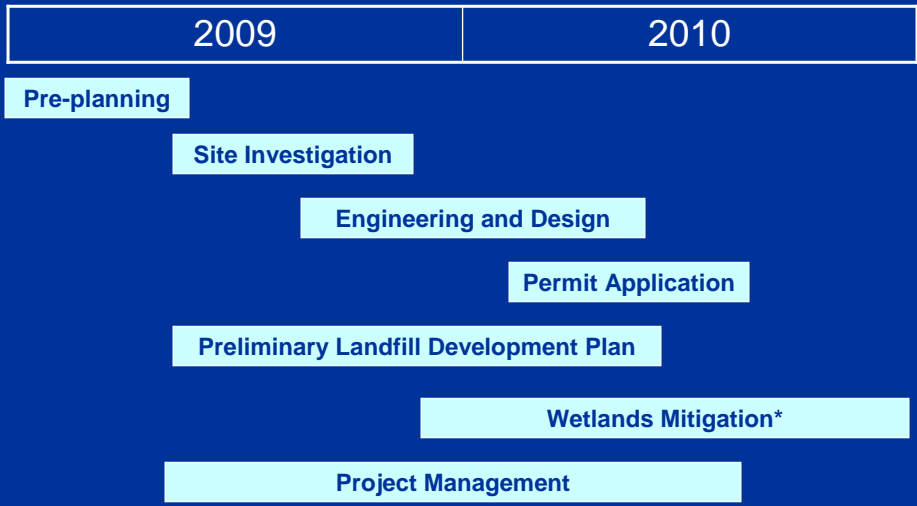 2009 2010
Pre-planning
Site Investigation
Engineering and Design
Permit Application
Preliminary Landfill Development Plan
Wetlands Mitigation*
Project Management